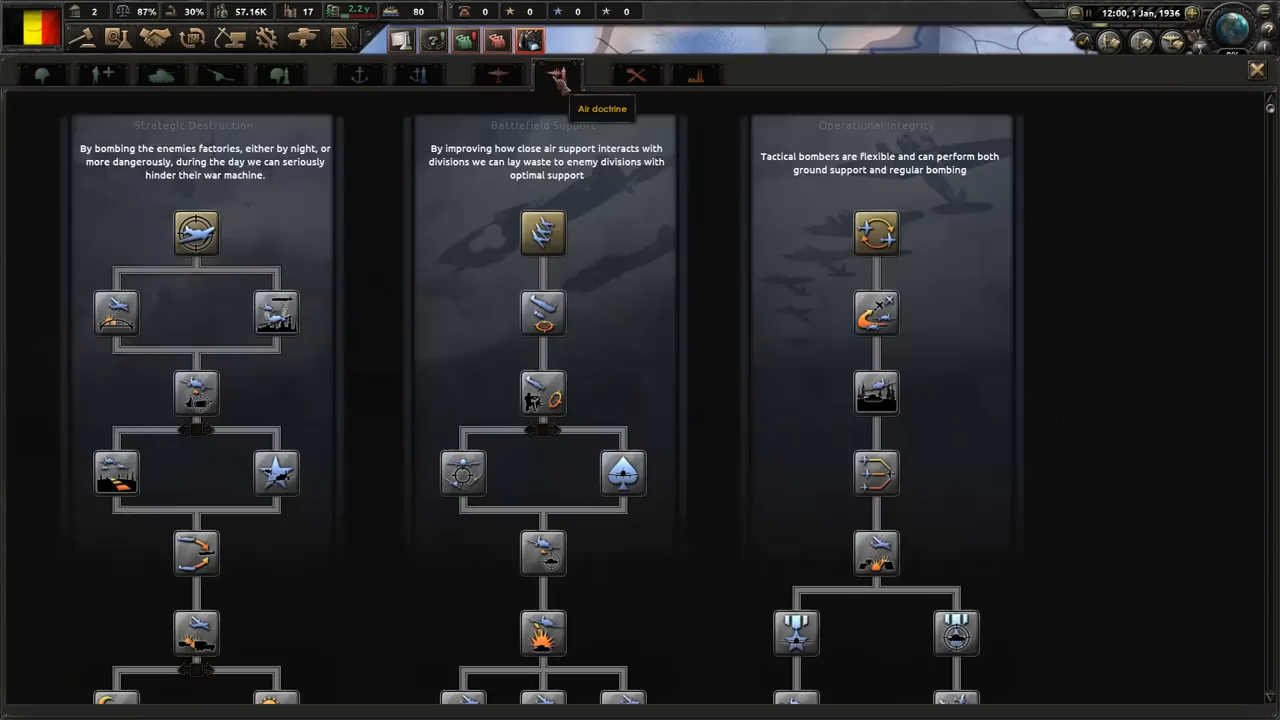 2
87%
30%
57.16K
17
2.2 y
80
0
0
0
0
12:00, 1 Jan, 1936
Air doctrine
Strategic Destruction
By bombing the enemies factories, either by night, or
more dangerously, during the day we can seriously
hinder their war machine.
Battlefield Support
By improving how close air support interacts with
divisions we can lay waste to enemy divisions with
optimal support
Operational Integrity
Tactical bombers are flexible and can perform both
ground support and regular bombing